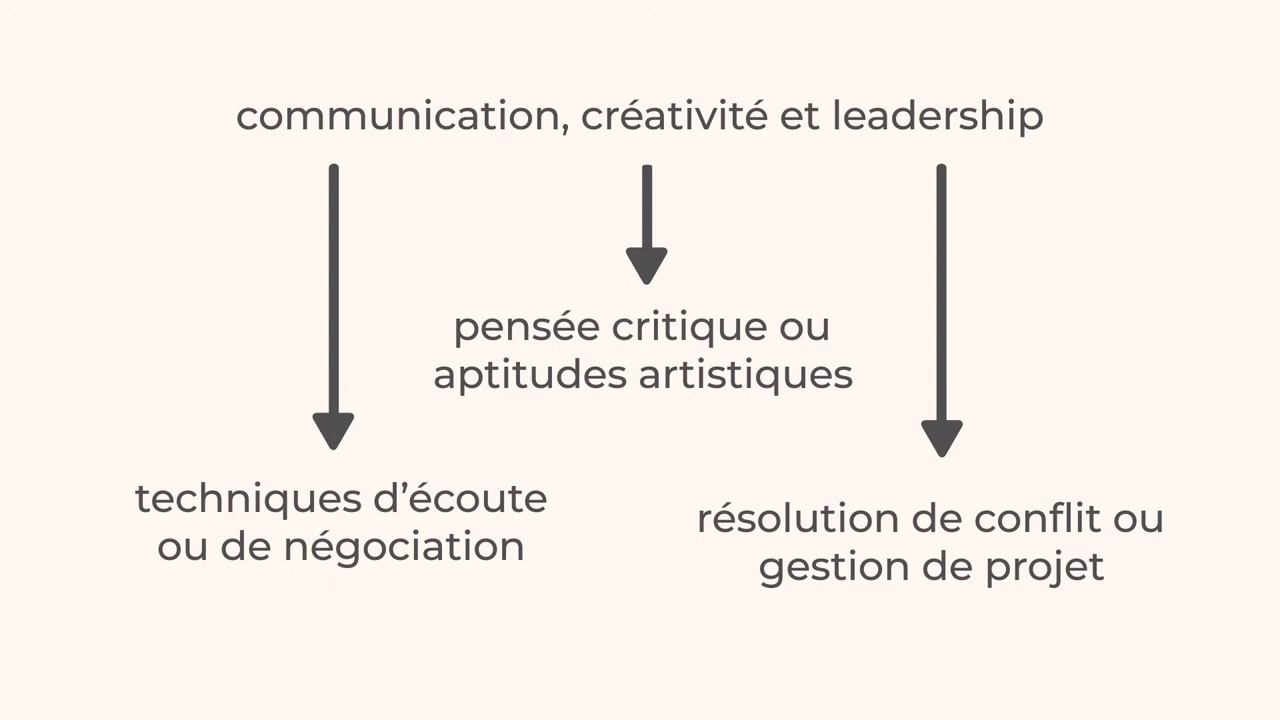 communication, créativité et leadership
pensée critique ou
aptitudes artistiques
techniques d’écoute
ou de négociation
résolution de conflit ou
gestion de projet